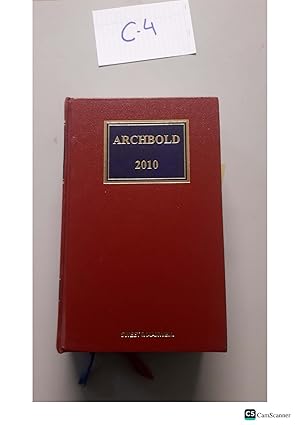 C-4
ARCHBOLD
2010
SWEET & MAXWELL
CS CamScanner